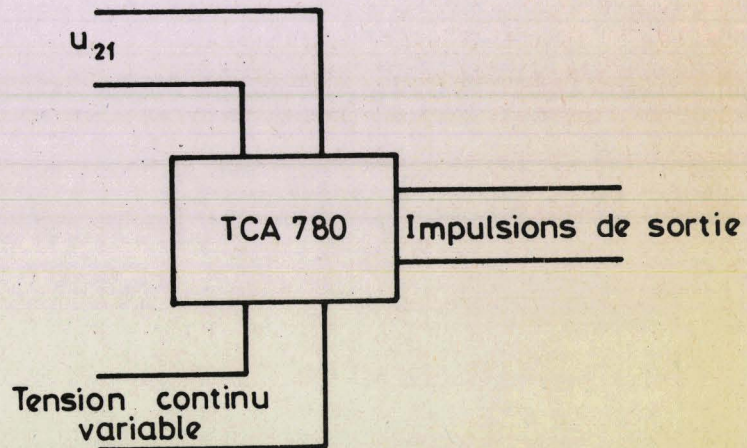 u21
TCA 780
Impulsions de sortie
Tension continu
variable